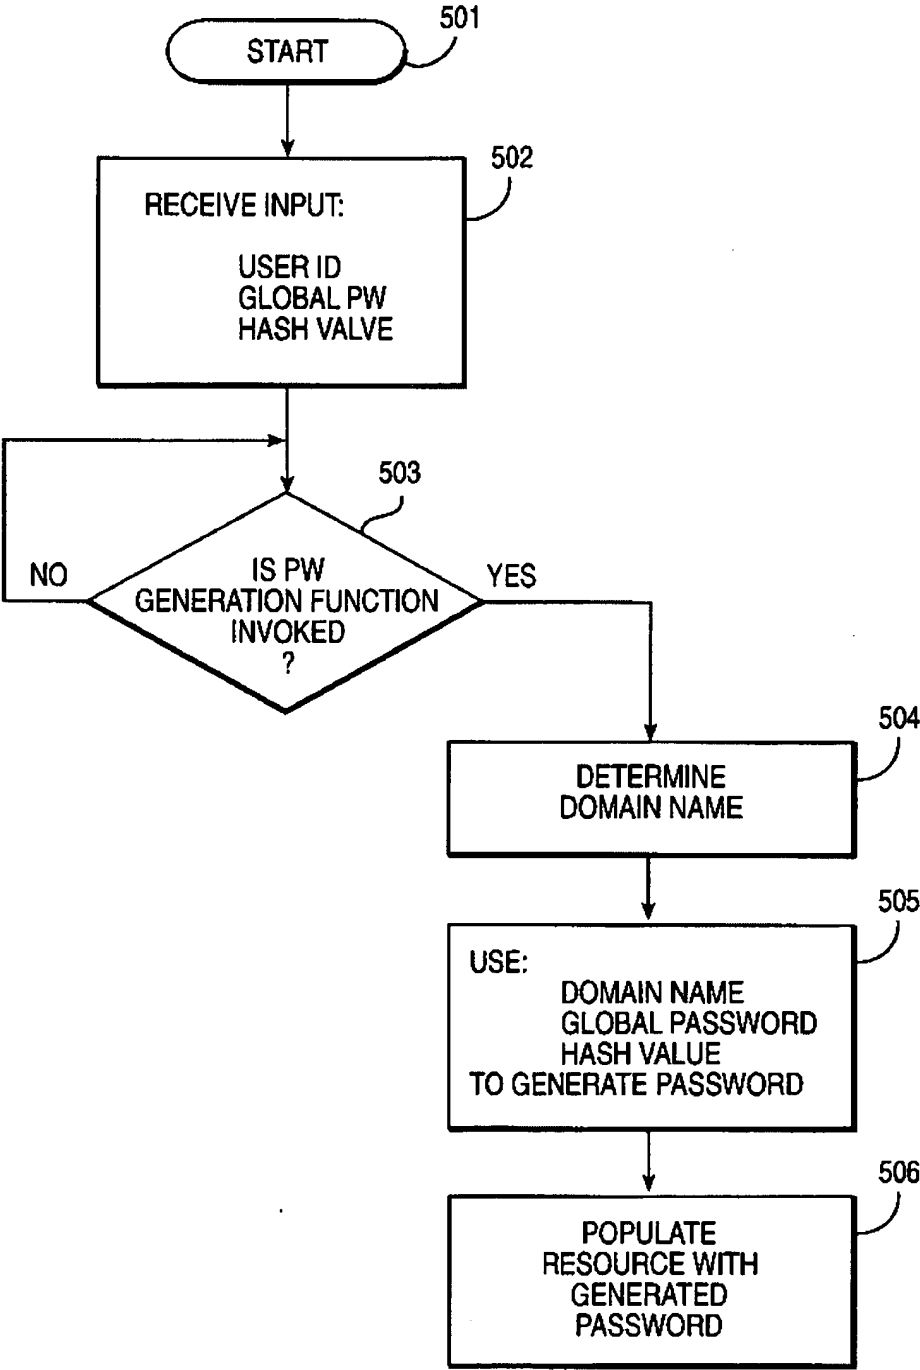 START
501
502
RECEIVE INPUT:
USER ID
GLOBAL PW
HASH VALVE
503
NO
IS PW
GENERATION FUNCTION
INVOKED
?
YES
504
DETERMINE
DOMAIN NAME
505
USE:
DOMAIN NAME
GLOBAL PASSWORD
HASH VALUE
TO GENERATE PASSWORD
506
POPULATE
RESOURCE WITH
GENERATED
PASSWORD